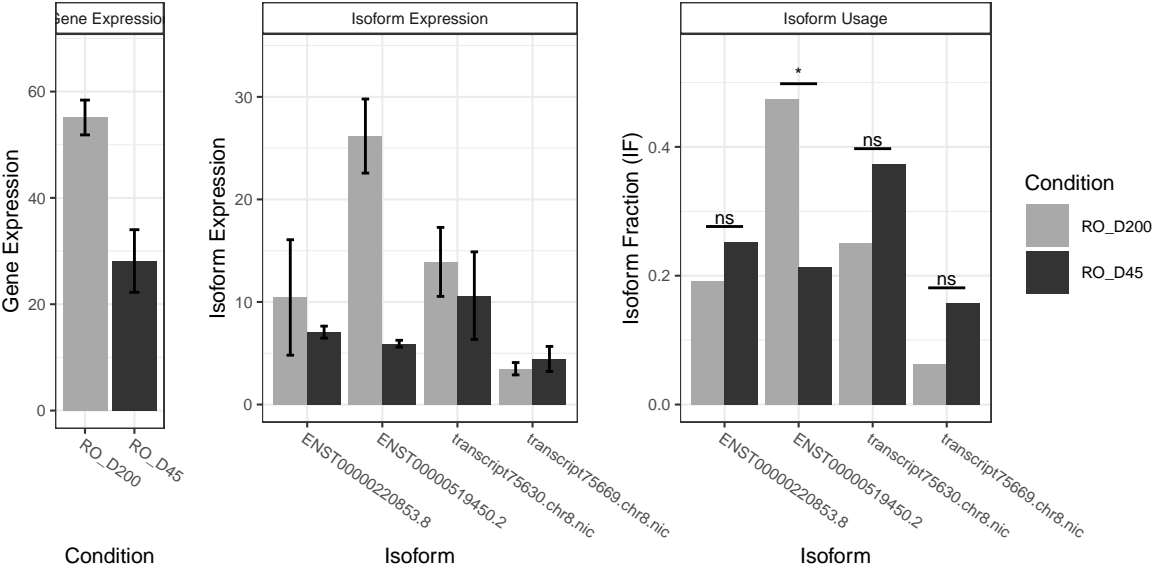 Gene Expression
Isoform Expression
Isoform Usage
Gene Expression
0
20
40
60
RO_D200
RO_D45
Condition
Isoform Expression
0
10
20
30
ENST00000220853.8
ENST00000519450.2
transcript75630.chr8.nic
transcript75669.chr8.nic
Isoform
Isoform Fraction (IF)
0.0
0.2
0.4
ns
*
ns
ns
ENST00000220853.8
ENST00000519450.2
transcript75630.chr8.nic
transcript75669.chr8.nic
Isoform
Condition
RO_D200
RO_D45